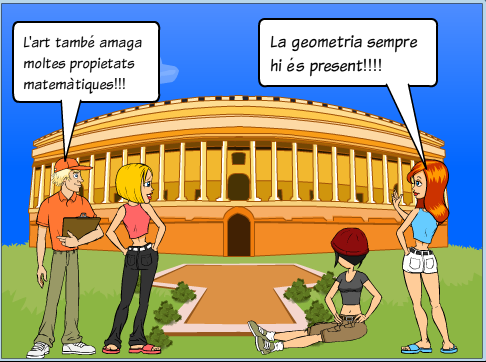 L'art també amaga
moltes propietats
matemàtiques!!!
La geometria sempre
hi és present!!!!